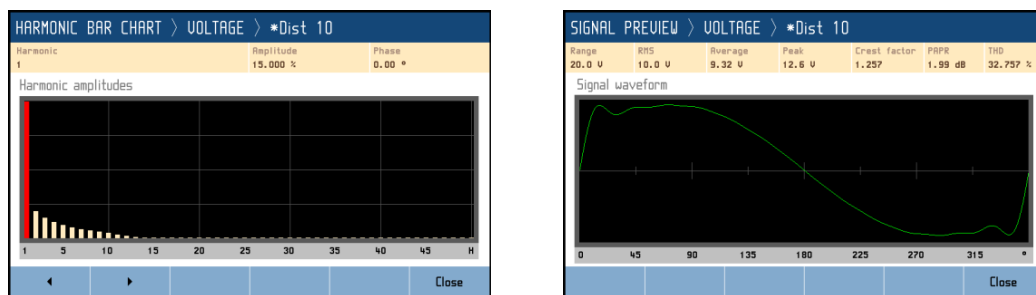 HARMONIC BAR CHART > VOLTAGE > *Dist 10
Harmonic Amplitude Phase
1 15.000 % 0.00 °
Harmonic amplitudes
1 5 10 15 20 25 30 35 40 45 H
Close
SIGNAL PREVIEW > VOLTAGE > *Dist 10
Range RMS Average Peak Crest factor PAPR THD
20.0 V 10.0 V 9.32 V 12.6 V 1.257 1.99 dB 32.757 %
Signal waveform
0 45 90 135 180 225 270 315 °
Close